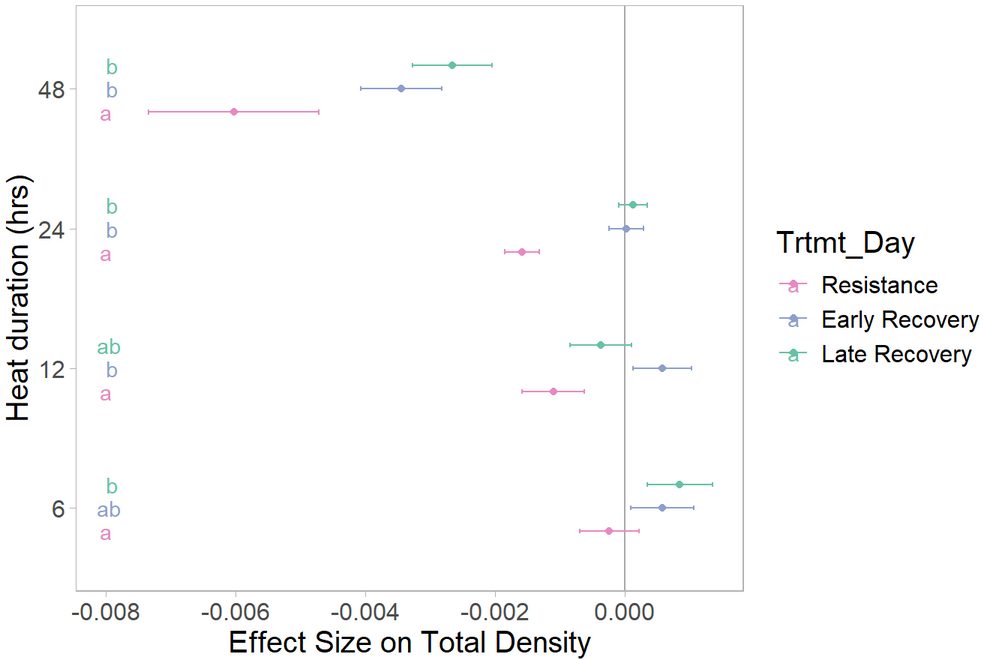 b
48 b
a
b
24 b
a
ab
12 b
a
b
6 ab
a
Heat duration (hrs)
-0.008 -0.006 -0.004 -0.002 0.000
Effect Size on Total Density
Trtmt_Day
a Resistance
a Early Recovery
a Late Recovery